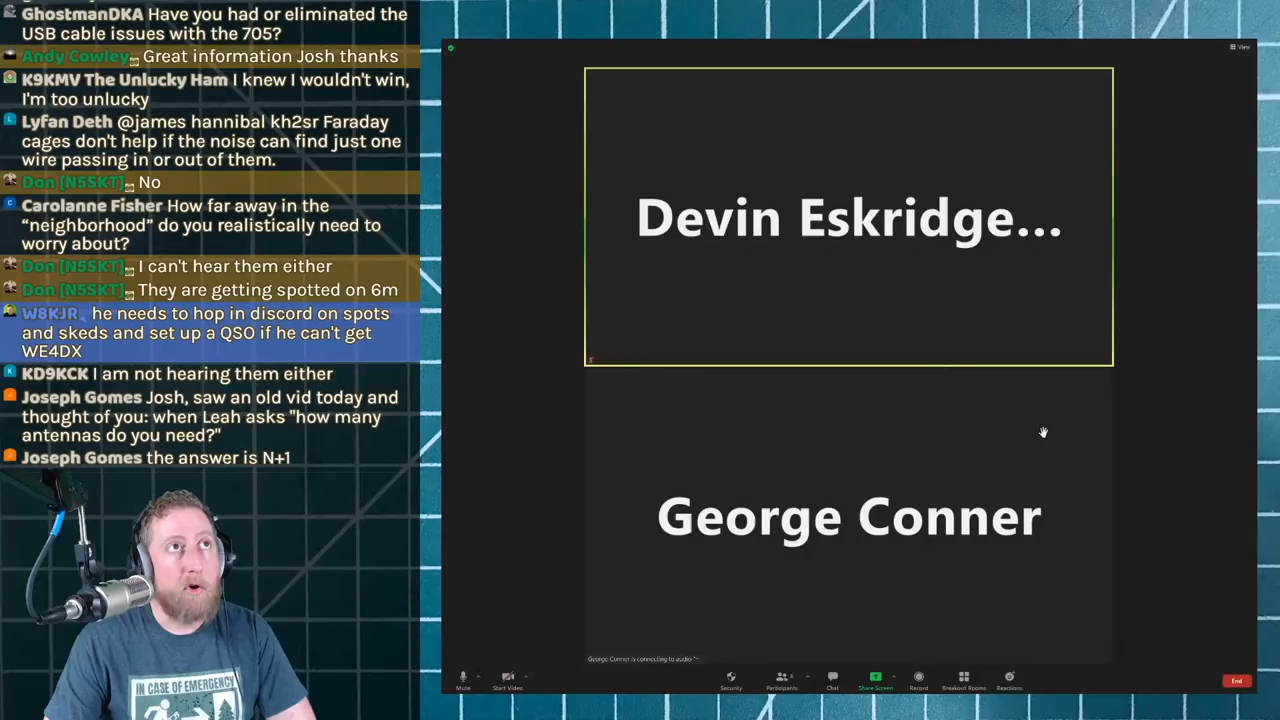 GhostmanDKA Have you had or eliminated the
USB cable issues with the 705?
Andy Cowley Great information Josh thanks
K9KMV The Unlucky Ham I knew I wouldn't win,
I'm too unlucky
Lyfan Deth @james hannibal kh2sr Faraday
cages don't help if the noise can find just one
wire passing in or out of them.
Don [N5SKT] No
Carolanne Fisher How far away in the
“neighborhood” do you realistically need to
worry about?
Don [N5SKT] I can't hear them either
Don [N5SKT] They are getting spotted on 6m
W8KJR he needs to hop in discord on spots
and skeds and set up a QSO if he can't get
WE4DX
KD9KCK I am not hearing them either
Joseph Gomes Josh, saw an old vid today and
thought of you: when Leah asks "how many
antennas do you need?"
Joseph Gomes the answer is N+1
IN CASE OF EMERGENCY
View
Devin Eskridge...
George Conner
George Conner is connecting to audio
Mute
Start Video
Security
Participants
Chat
Share Screen
Record
Breakout Rooms
Reactions
End